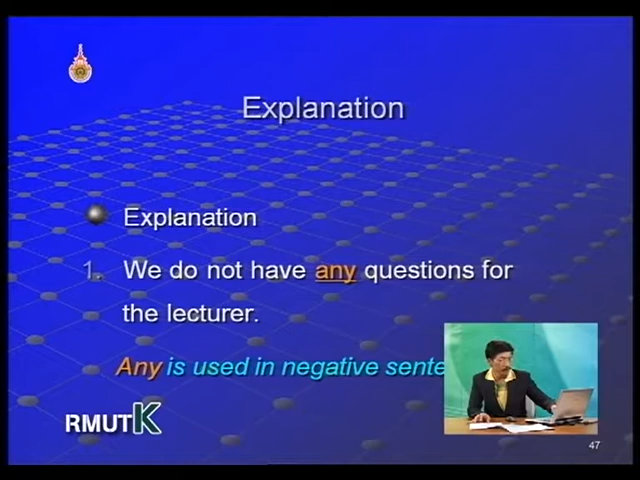 Explanation
Explanation
1. We do not have any questions for
the lecturer.
Any is used in negative
RMUTK
47